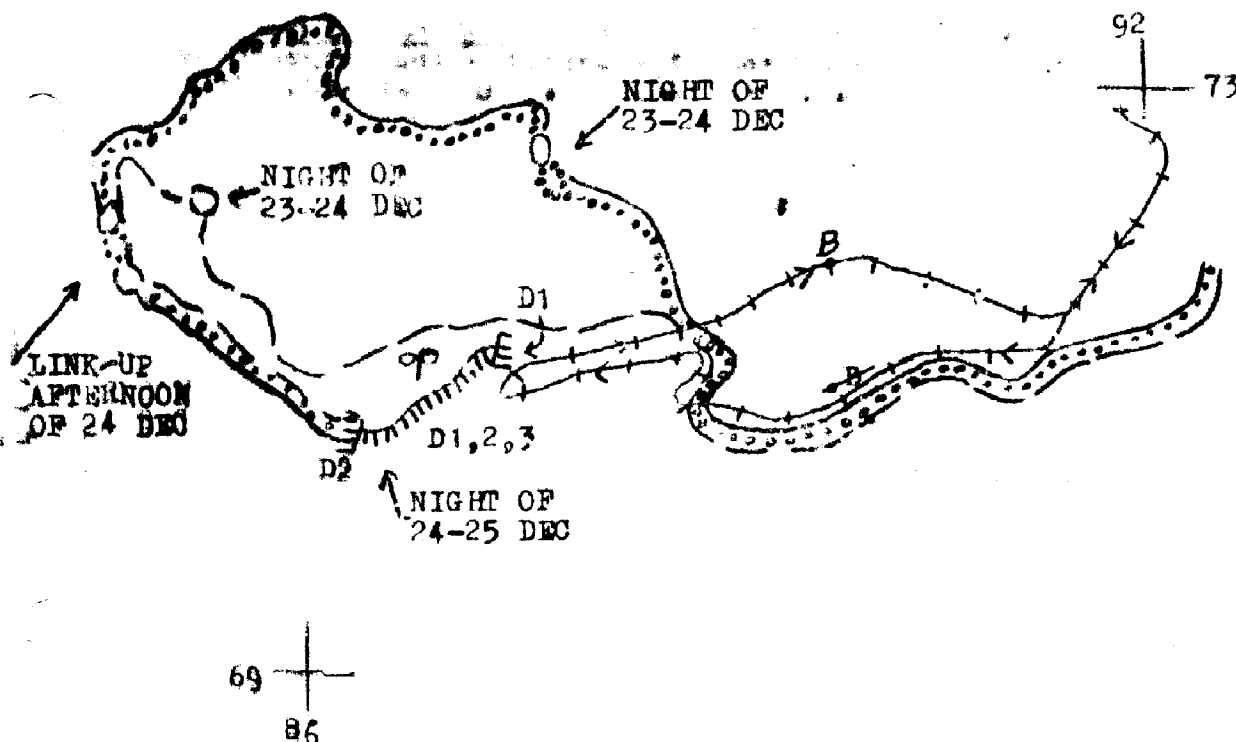 92
73
NIGHT OF
23-24 DEC
NIGHT OF
23-24 DEC
B
D1
LINK-UP
AFTERNOON
OF 24 DEC
B
D1,2,3
D2
NIGHT OF
24-25 DEC
69
86